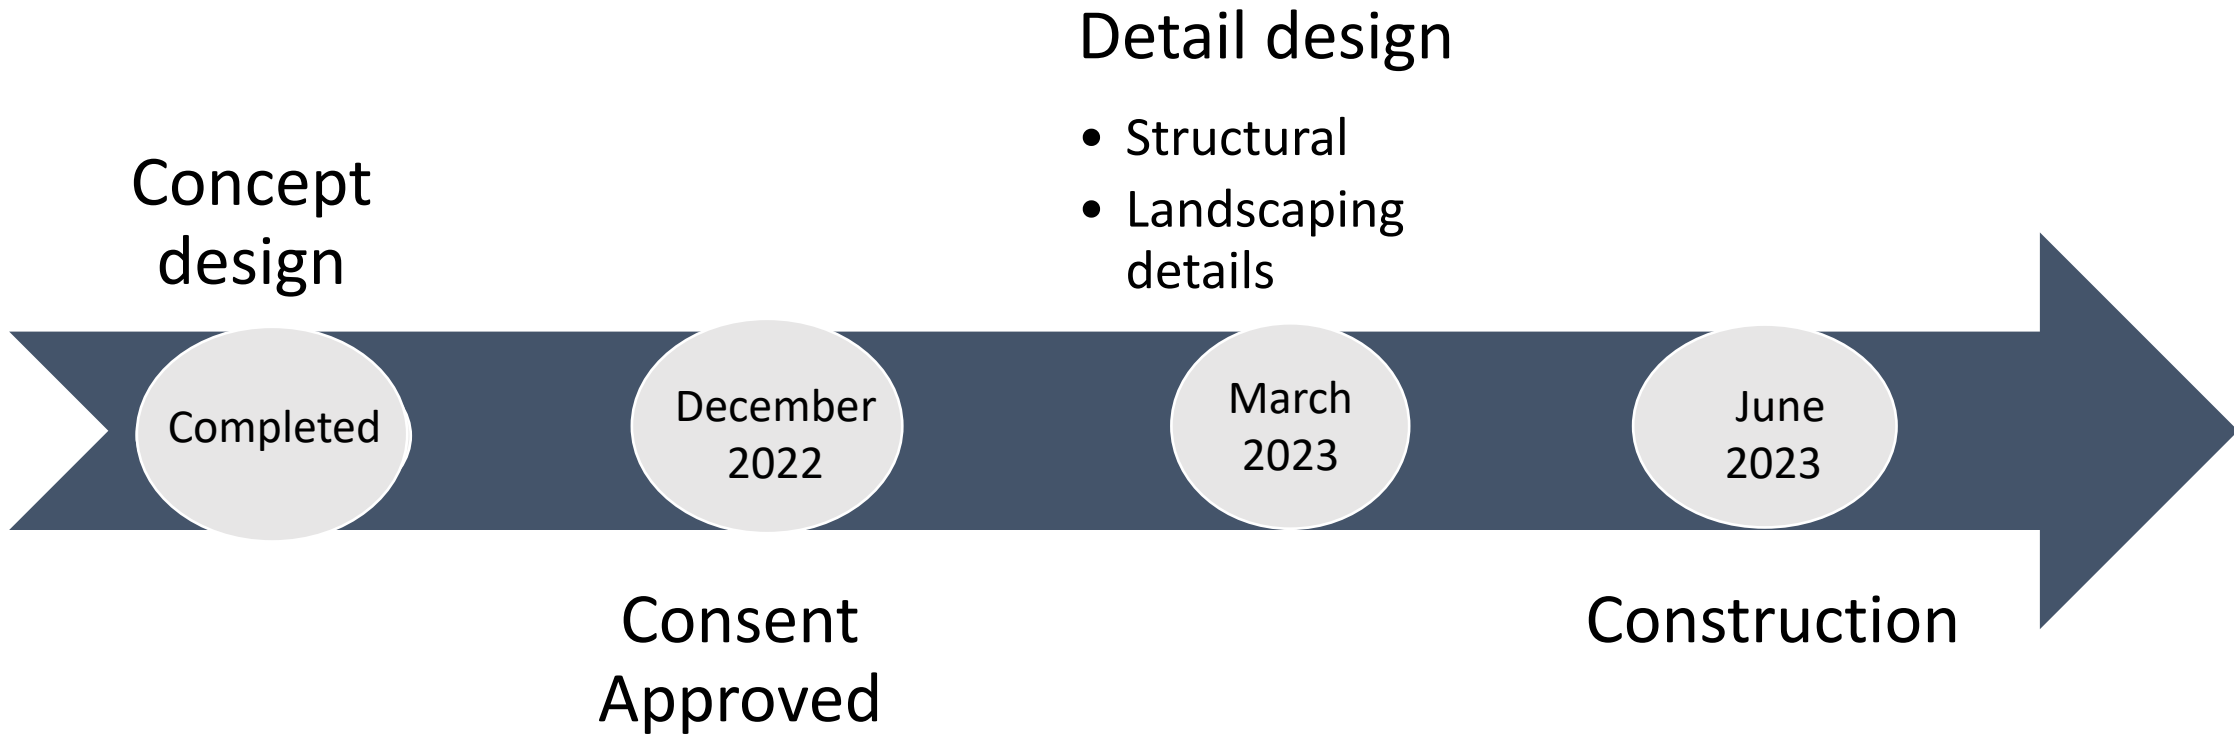 Detail design
• Structural
• Landscaping
details
Concept
design
Completed
December
2022
March
2023
June
2023
Consent
Approved
Construction